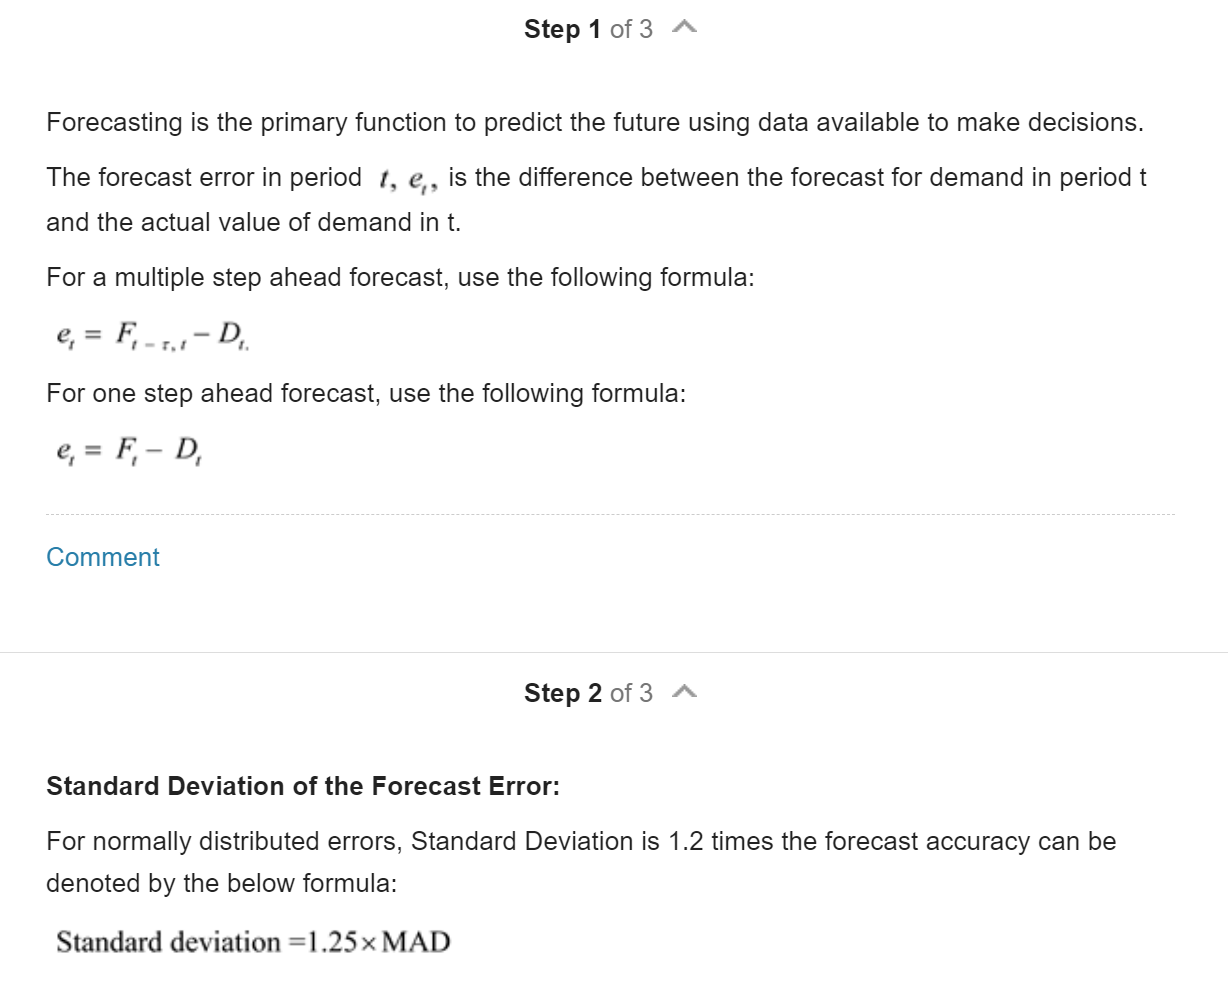 Step 1 of 3
Forecasting is the primary function to predict the future using data available to make decisions.
The forecast error in period t, e_t, is the difference between the forecast for demand in period t
and the actual value of demand in t.
For a multiple step ahead forecast, use the following formula:
e_t = F_{t − τ, t} − D_t.
For one step ahead forecast, use the following formula:
e_t = F_t − D_t
Comment
Step 2 of 3
Standard Deviation of the Forecast Error:
For normally distributed errors, Standard Deviation is 1.2 times the forecast accuracy can be
denoted by the below formula:
Standard deviation =1.25×MAD